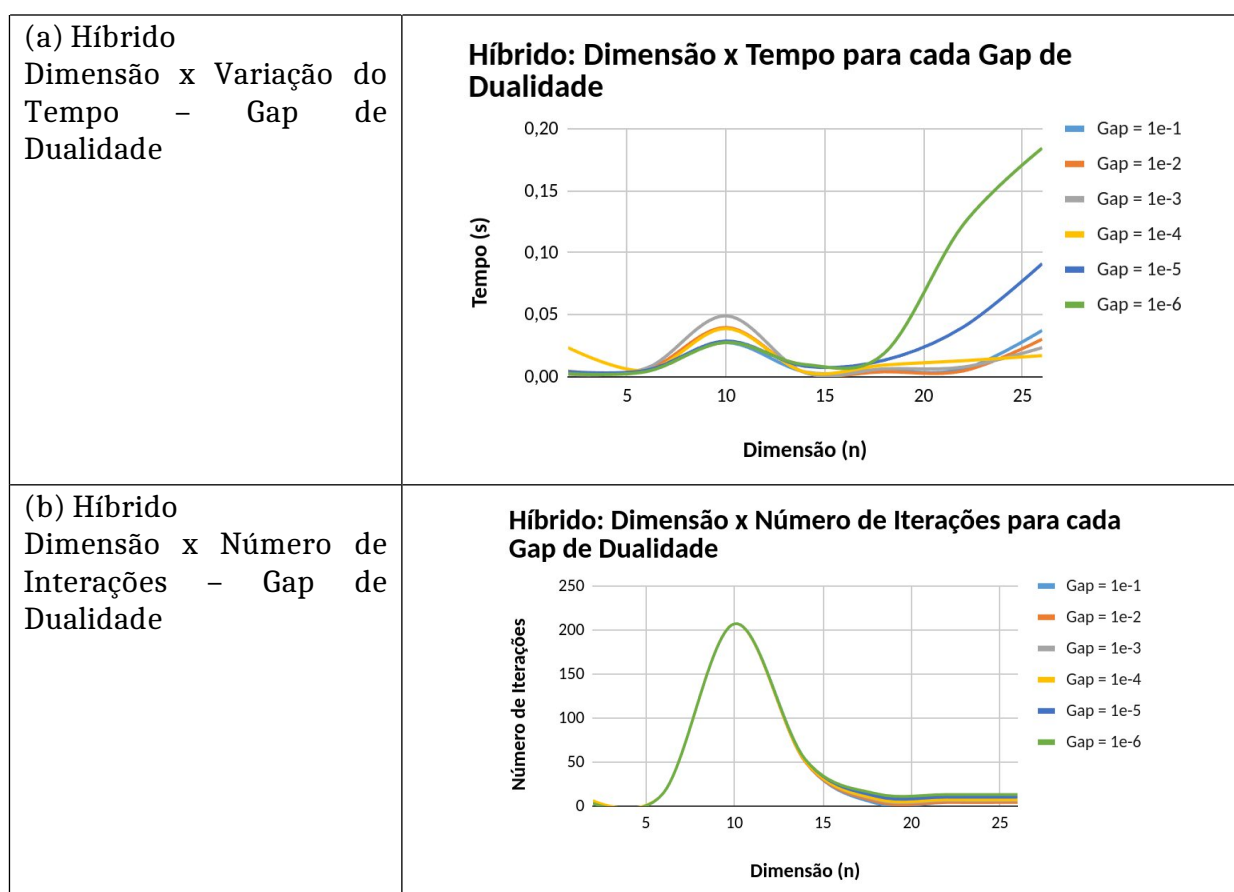 (a) Híbrido
Dimensão x Variação do
Tempo – Gap de
Dualidade
Híbrido: Dimensão x Tempo para cada Gap de
Dualidade
0,20
0,15
0,10
0,05
0,00
Tempo (s)
5 10 15 20 25
Dimensão (n)
Gap = 1e-1
Gap = 1e-2
Gap = 1e-3
Gap = 1e-4
Gap = 1e-5
Gap = 1e-6
(b) Híbrido
Dimensão x Número de
Interações – Gap de
Dualidade
Híbrido: Dimensão x Número de Iterações para cada
Gap de Dualidade
250
200
150
100
50
0
Número de Iterações
5 10 15 20 25
Dimensão (n)
Gap = 1e-1
Gap = 1e-2
Gap = 1e-3
Gap = 1e-4
Gap = 1e-5
Gap = 1e-6